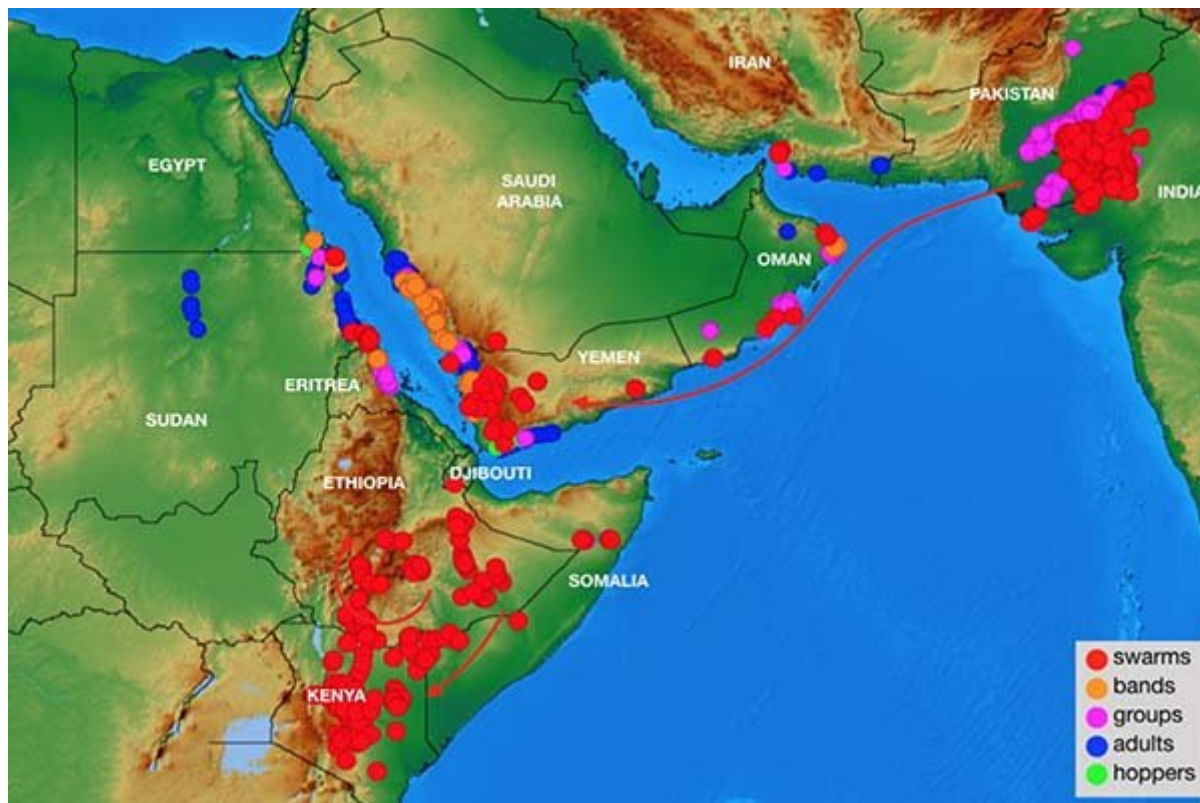 IRAN
PAKISTAN
EGYPT
SAUDI
ARABIA
INDIA
OMAN
YEMEN
ERITREA
SUDAN
DJIBOUTI
ETHIOPIA
SOMALIA
KENYA
swarms
bands
groups
adults
hoppers